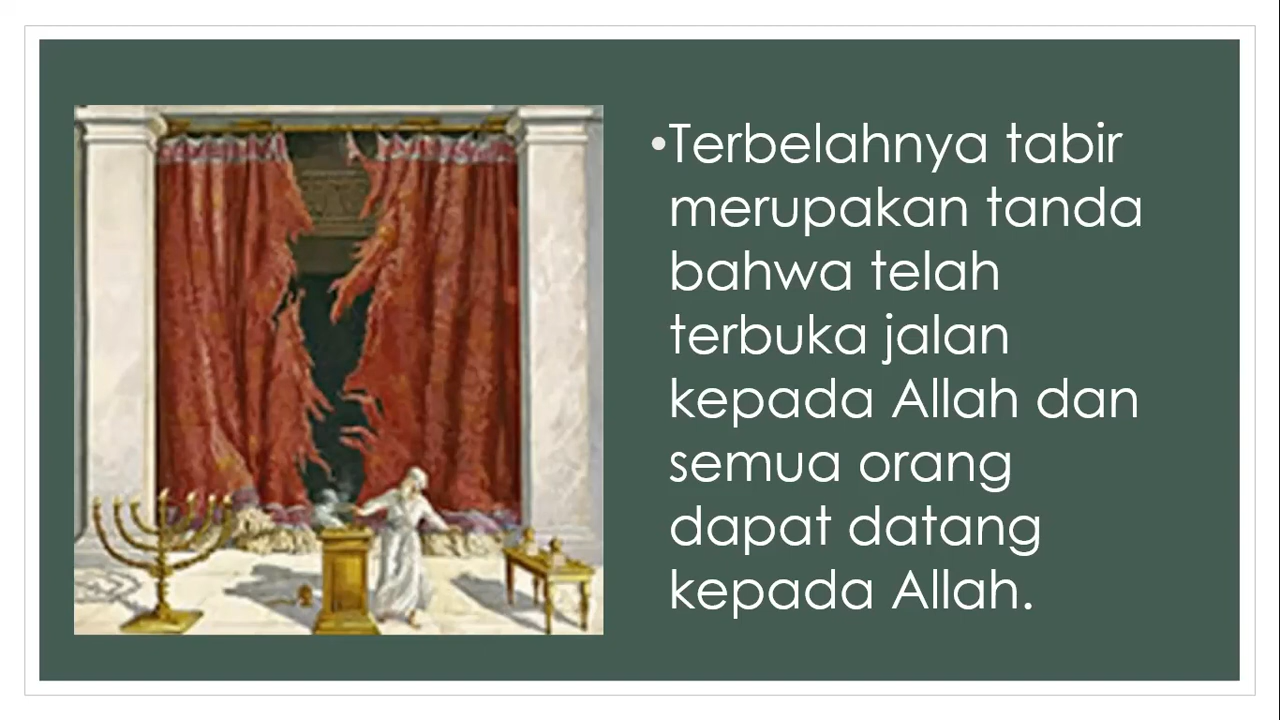 •Terbelahnya tabir
merupakan tanda
bahwa telah
terbuka jalan
kepada Allah dan
semua orang
dapat datang
kepada Allah.